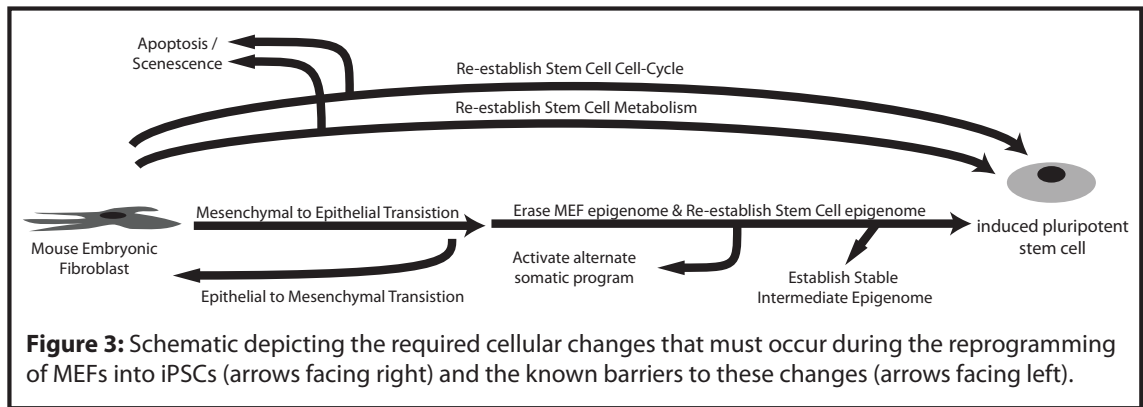 Apoptosis /
Scenescence
Re-establish Stem Cell Cell-Cycle
Re-establish Stem Cell Metabolism
Mesenchymal to Epithelial Transistion
Erase MEF epigenome & Re-establish Stem Cell epigenome
Mouse Embryonic
Fibroblast
induced pluripotent
stem cell
Epithelial to Mesenchymal Transistion
Activate alternate
somatic program
Establish Stable
Intermediate Epigenome
Figure 3: Schematic depicting the required cellular changes that must occur during the reprogramming
of MEFs into iPSCs (arrows facing right) and the known barriers to these changes (arrows facing left).